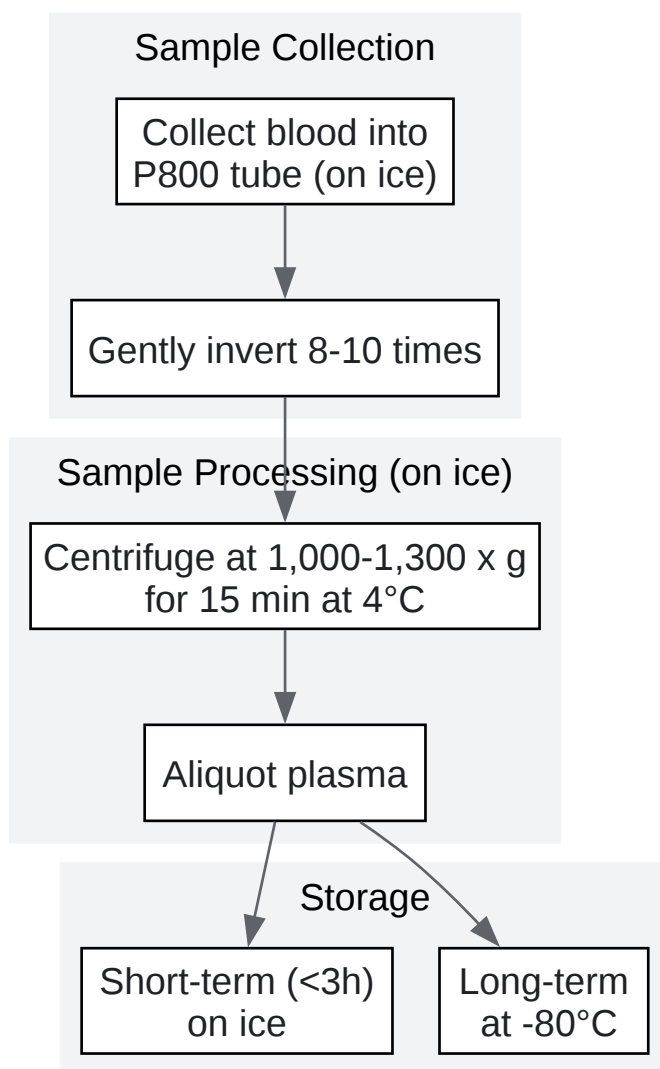 Sample Collection
Collect blood into
P800 tube (on ice)
Gently invert 8-10 times
Sample Processing (on ice)
Centrifuge at 1,000-1,300 x g
for 15 min at 4°C
Aliquot plasma
Storage
Short-term (<3h)
on ice
Long-term
at -80°C